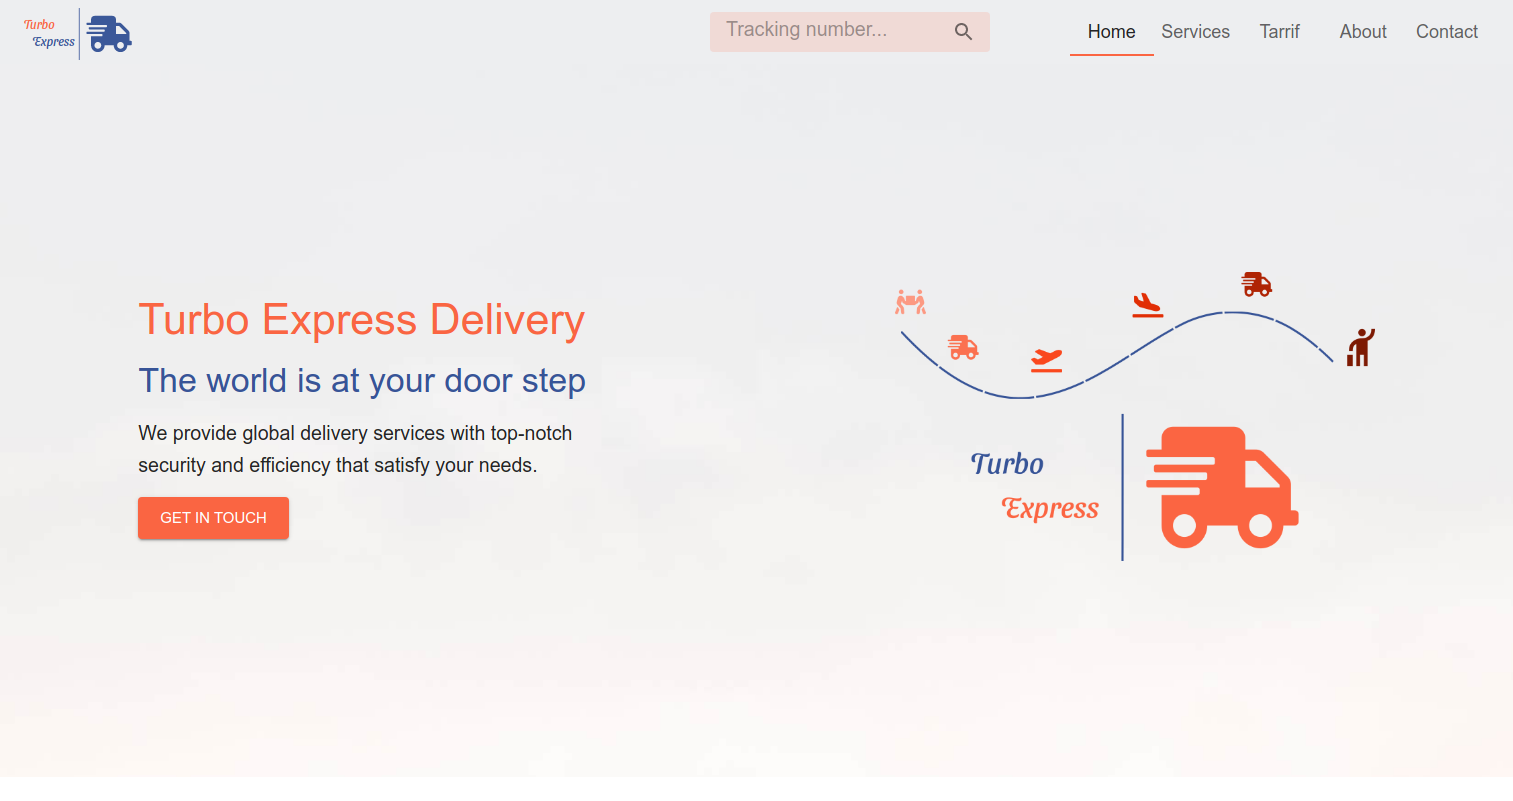 Turbo
Express
Tracking number...
Home
Services
Tarrif
About
Contact
Turbo Express Delivery
The world is at your door step
We provide global delivery services with top-notch
security and efficiency that satisfy your needs.
GET IN TOUCH
Turbo
Express